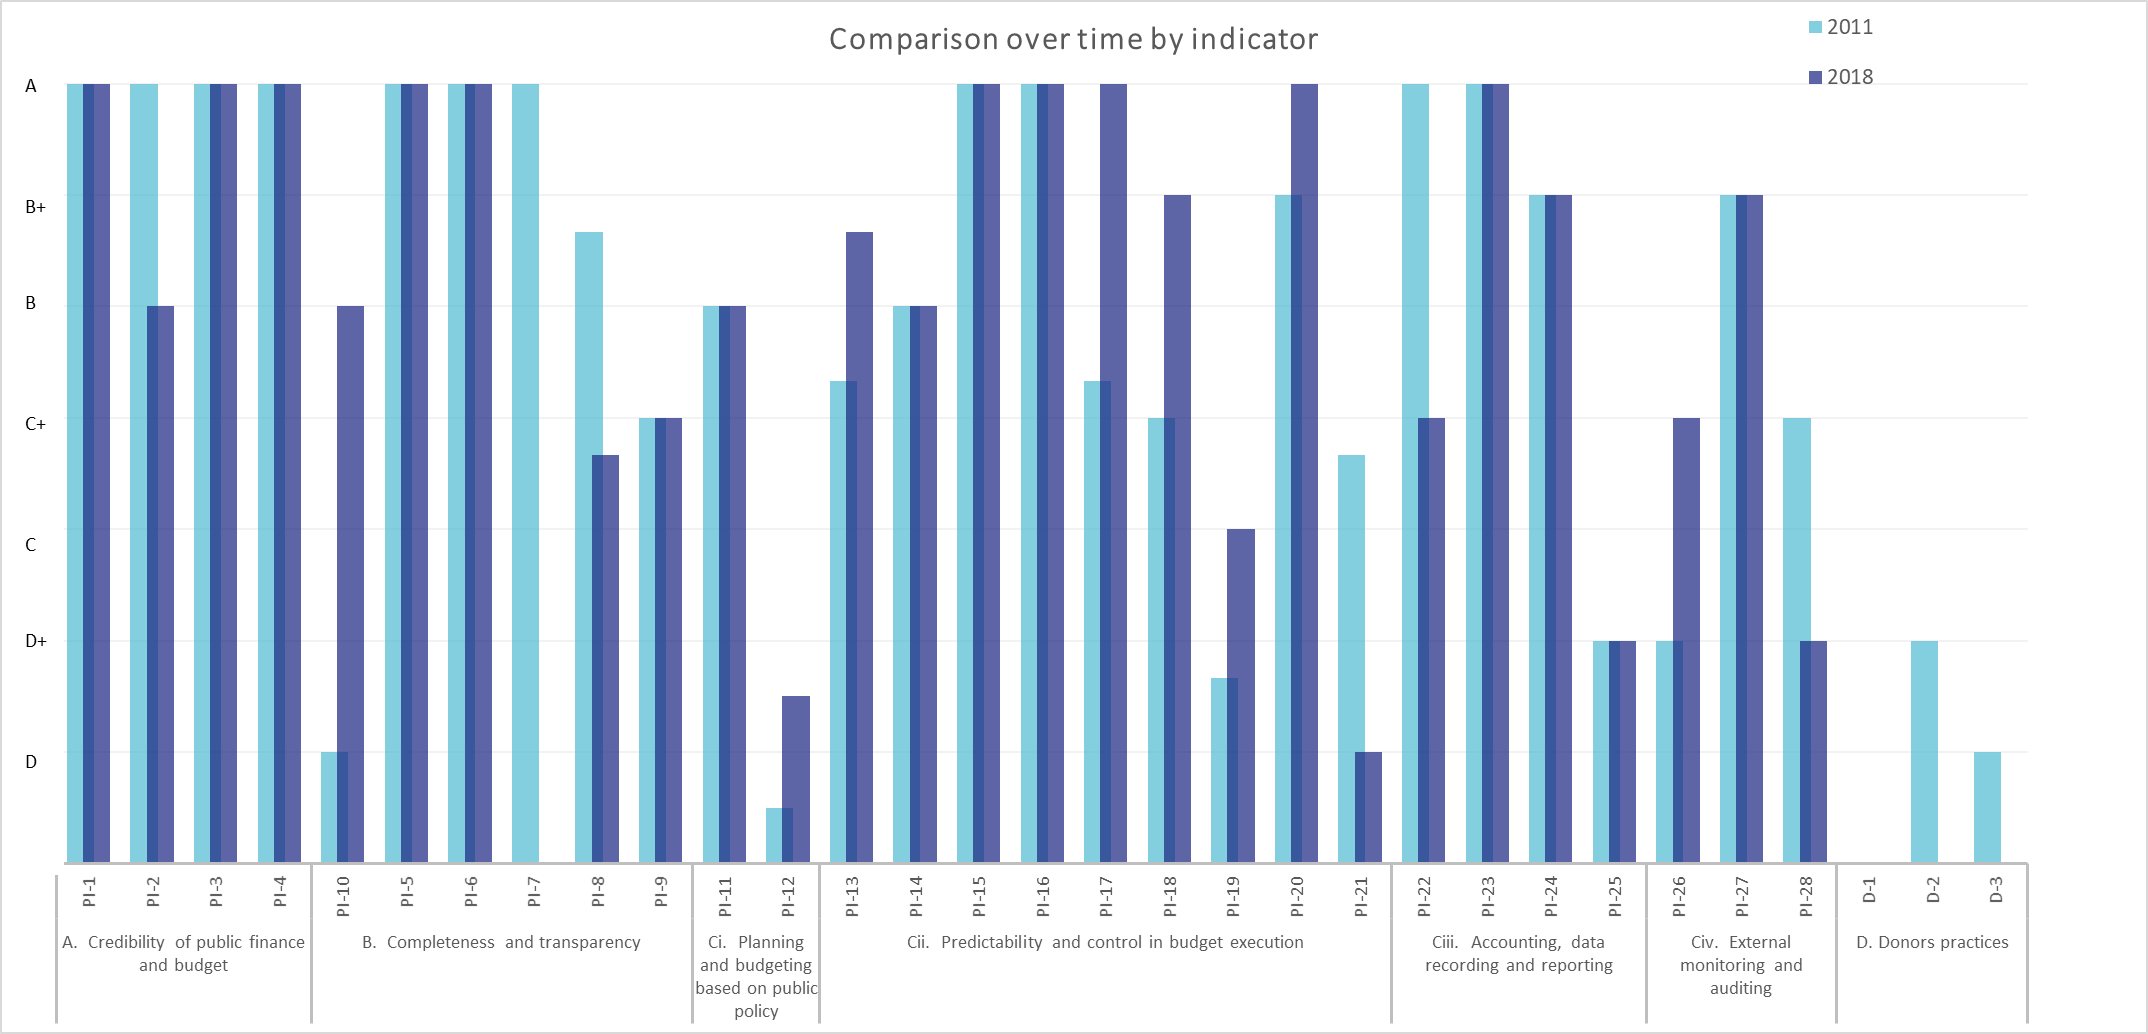 Comparison over time by indicator
2011
2018
A
B+
B
C+
C
D+
D
PI-1
PI-2
PI-3
PI-4
PI-10
PI-5
PI-6
PI-7
PI-8
PI-9
PI-11
PI-12
PI-13
PI-14
PI-15
PI-16
PI-17
PI-18
PI-19
PI-20
PI-21
PI-22
PI-23
PI-24
PI-25
PI-26
PI-27
PI-28
D-1
D-2
D-3
A. Credibility of public finance
and budget
B. Completeness and transparency
Ci. Planning
and budgeting
based on public
policy
Cii. Predictability and control in budget execution
Ciii. Accounting, data
recording and reporting
Civ. External
monitoring and
auditing
D. Donors practices